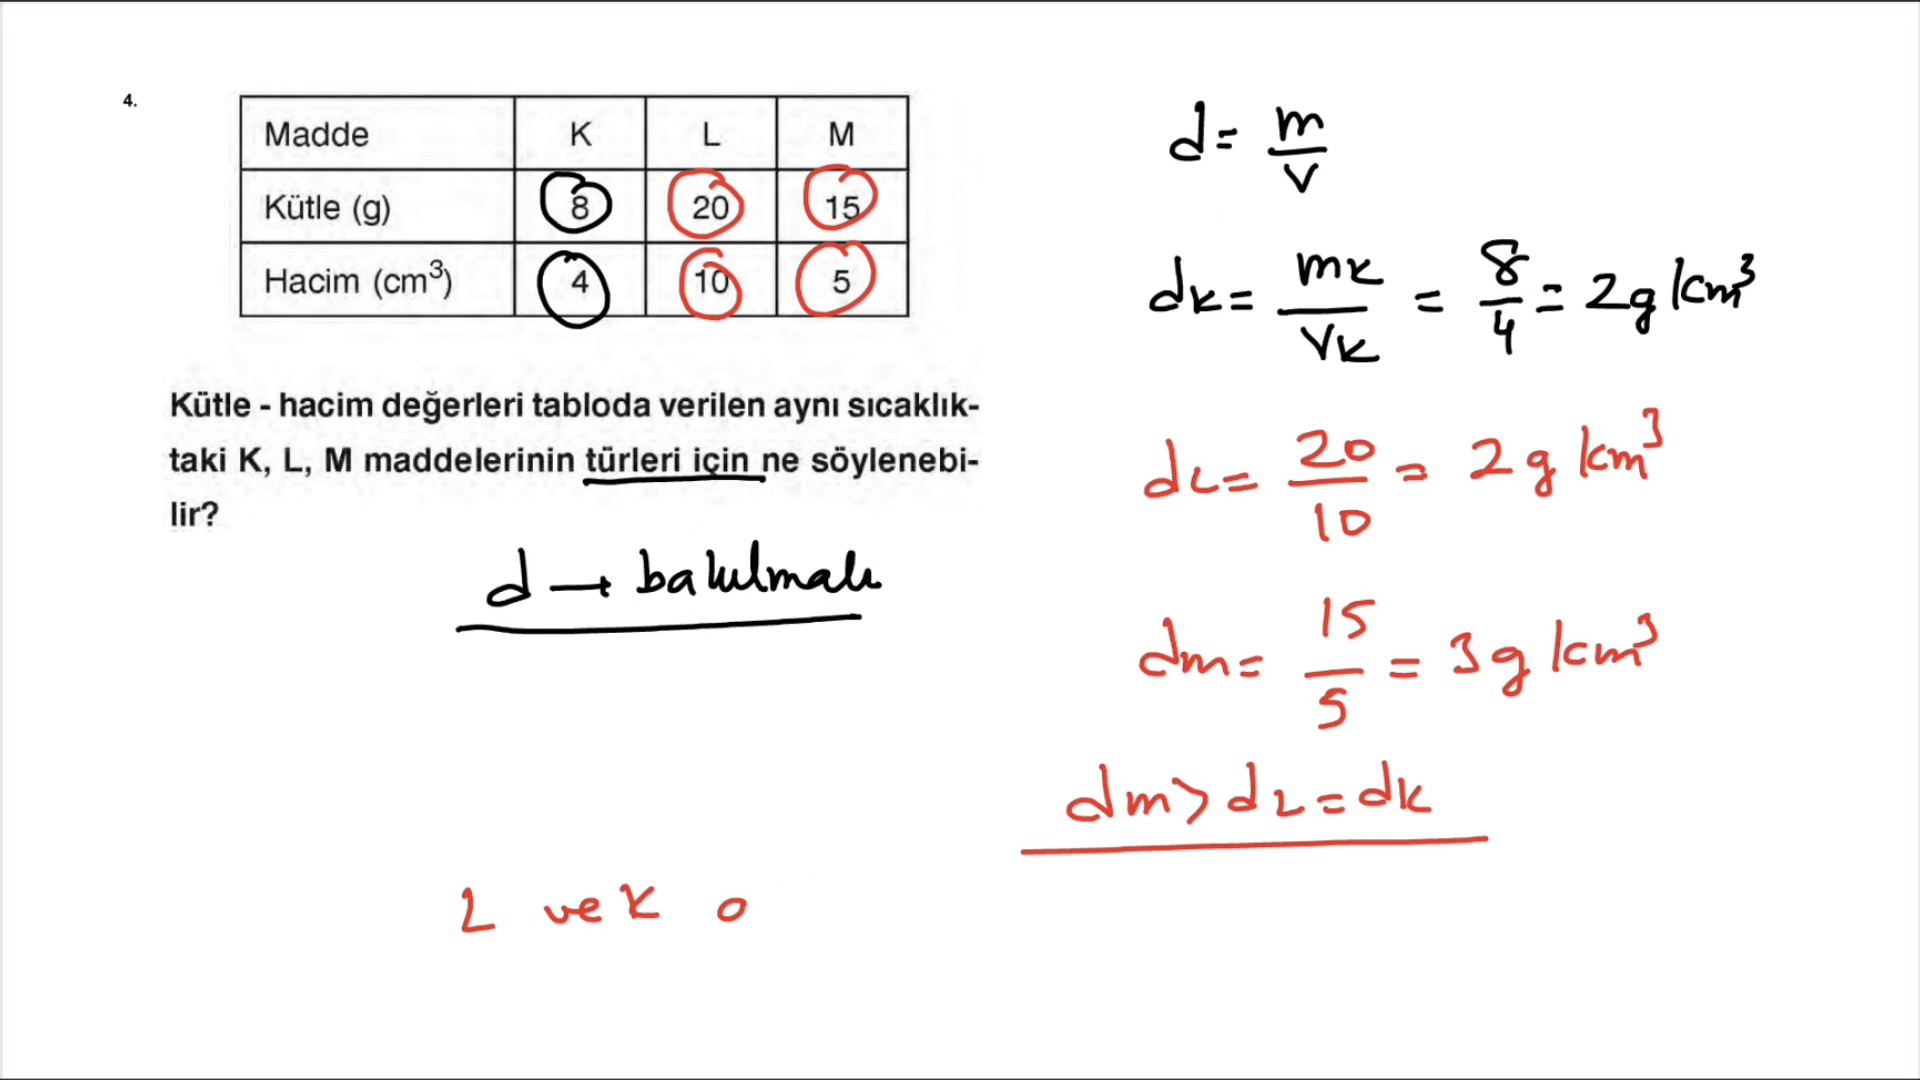 4.
Madde K L M
Kütle (g) 8 20 15
Hacim (cm³) 4 10 5
Kütle - hacim değerleri tabloda verilen aynı sıcaklık-
taki K, L, M maddelerinin türleri için ne söylenebi-
lir?
d → bakılmalı
d = m/v
dK = mK/VK = 8/4 = 2g/cm³
dL = 20/10 = 2g/cm³
dm = 15/5 = 3g/cm³
dm > dL = dK
L ve K o